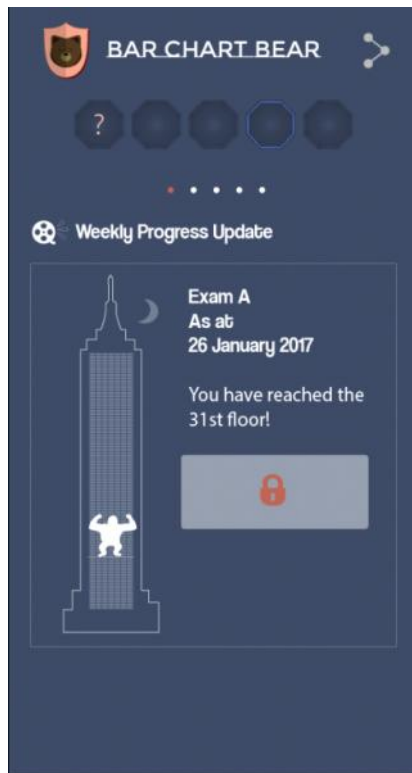 BAR CHART BEAR
?
Weekly Progress Update
Exam A
As at
26 January 2017
You have reached the
31st floor!